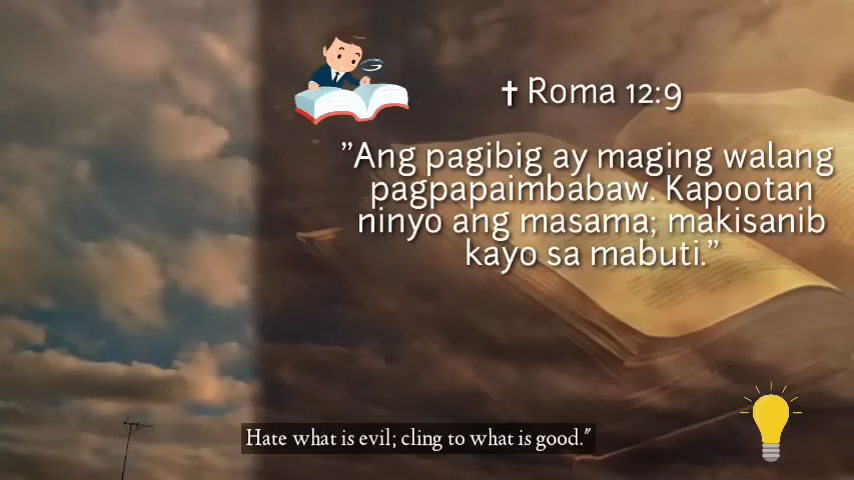 ✝ Roma 12:9
”Ang pagibig ay maging walang
pagpapaimbabaw. Kapootan
ninyo ang masama; makisanib
kayo sa mabuti.”
Hate what is evil; cling to what is good."